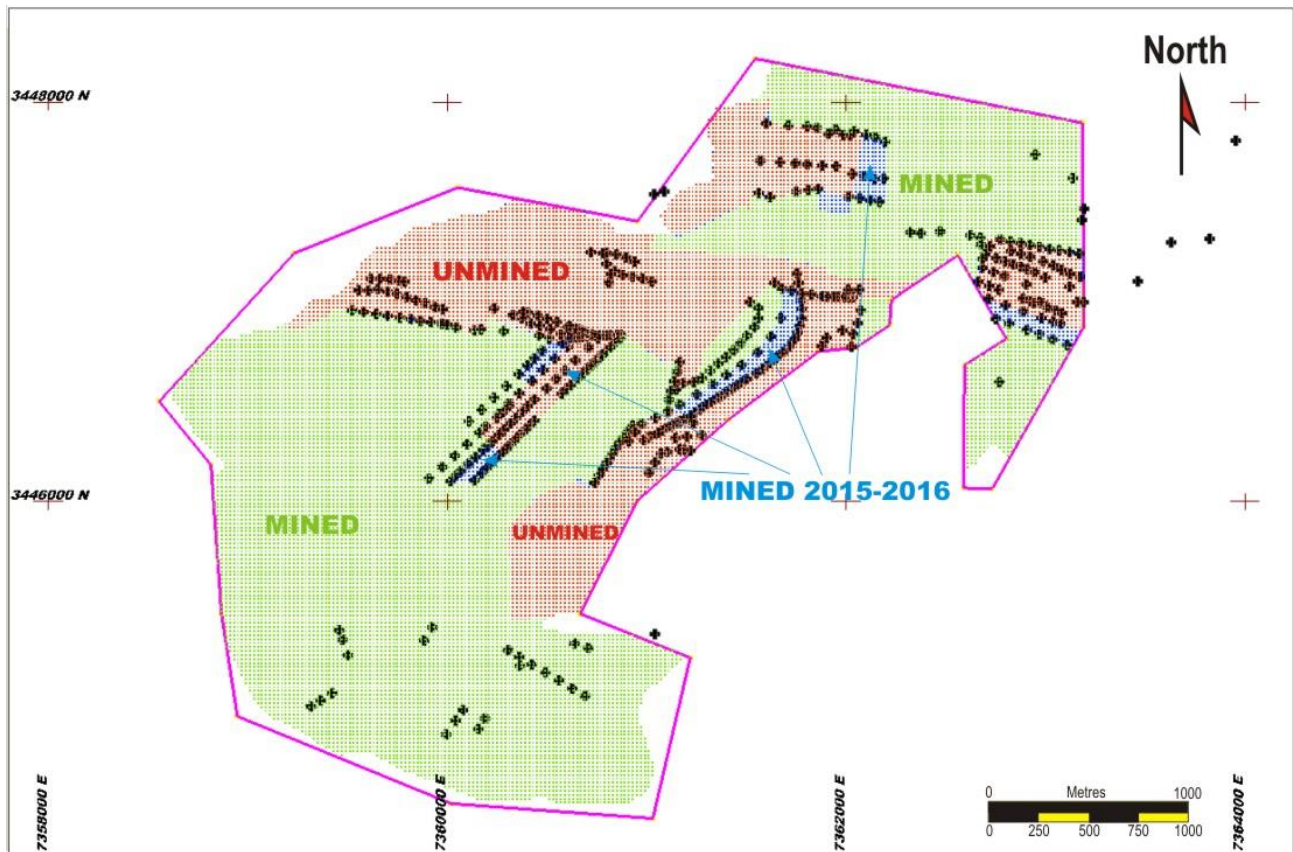 North
3448000 N
MINED
UNMINED
MINED 2015-2016
3446000 N
MINED
UNMINED
7358000 E
7360000 E
7362000 E
7364000 E
0 Metres 1000
0 250 500 750 1000